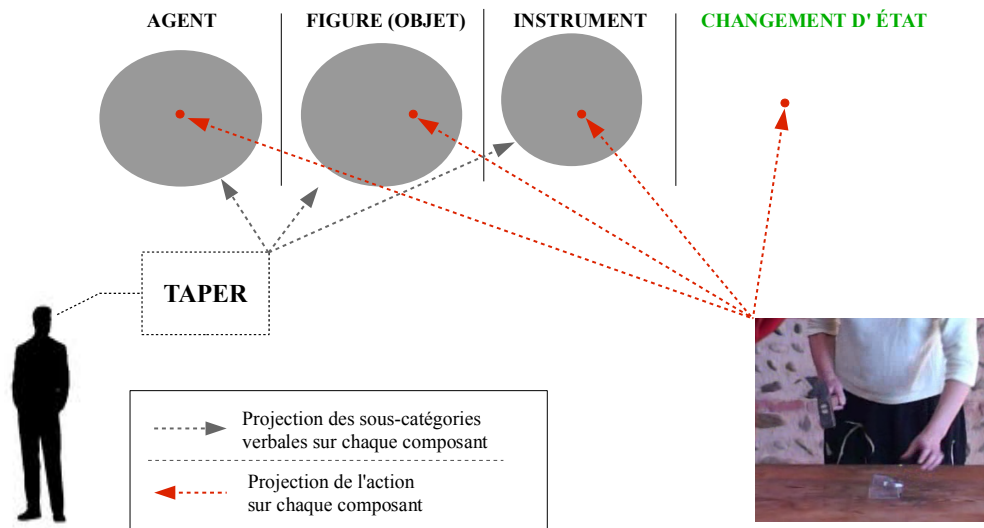 AGENT
FIGURE (OBJET)
INSTRUMENT
CHANGEMENT D' ÉTAT
TAPER
Projection des sous-catégories
verbales sur chaque composant
Projection de l'action
sur chaque composant